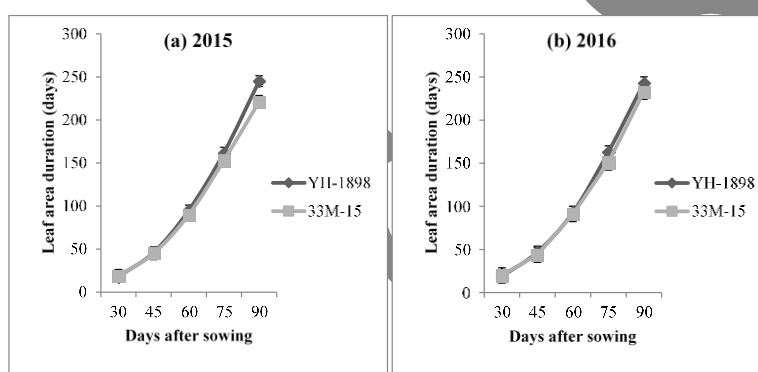 (a) 2015
300
250
200
150
100
50
0
Leaf area duration (days)
30 45 60 75 90
Days after sowing
YH-1898
33M-15
(b) 2016
300
250
200
150
100
50
0
Leaf area duration (days)
30 45 60 75 90
Days after sowing
YH-1898
33M-15